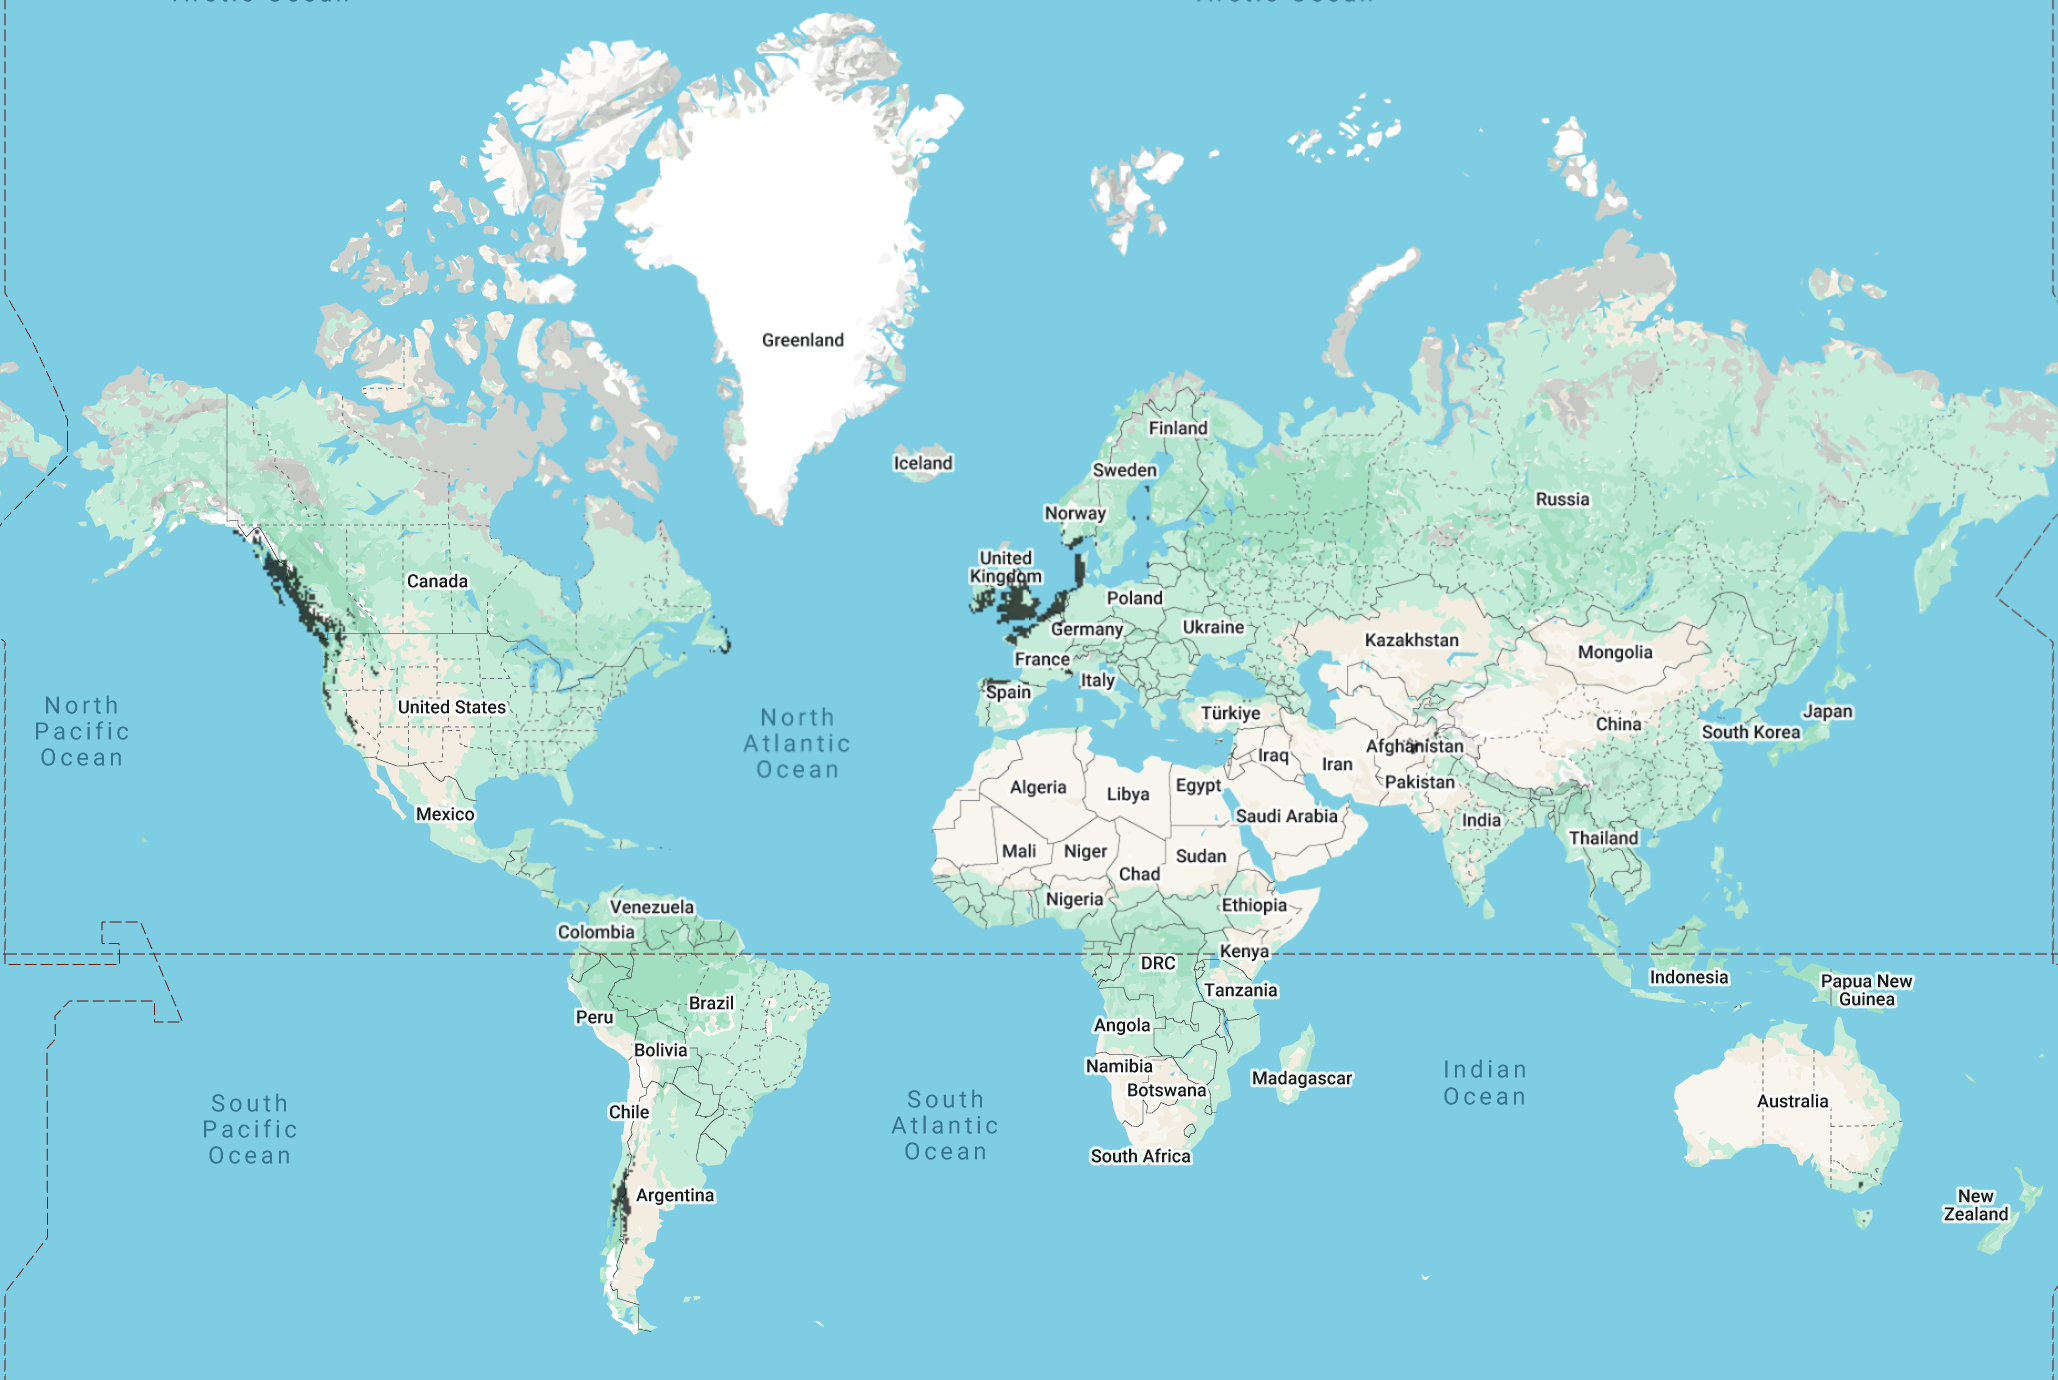 Arctic Ocean
Arctic Ocean
Greenland
Finland
Iceland
Sweden
Russia
Norway
United
Kingdom
Canada
Poland
Germany
Ukraine
Kazakhstan
Mongolia
France
Italy
Spain
United States
North
Pacific
Ocean
North
Atlantic
Ocean
Türkiye
China
Japan
South Korea
Afghanistan
Iraq
Iran
Pakistan
Algeria
Libya
Egypt
Saudi Arabia
India
Thailand
Mexico
Mali
Niger
Chad
Sudan
Nigeria
Ethiopia
Venezuela
Colombia
Kenya
DRC
Indonesia
Papua New
Guinea
Tanzania
Brazil
Peru
Angola
Bolivia
Namibia
Botswana
Madagascar
Indian
Ocean
Australia
Chile
South
Pacific
Ocean
South
Atlantic
Ocean
South Africa
Argentina
New
Zealand